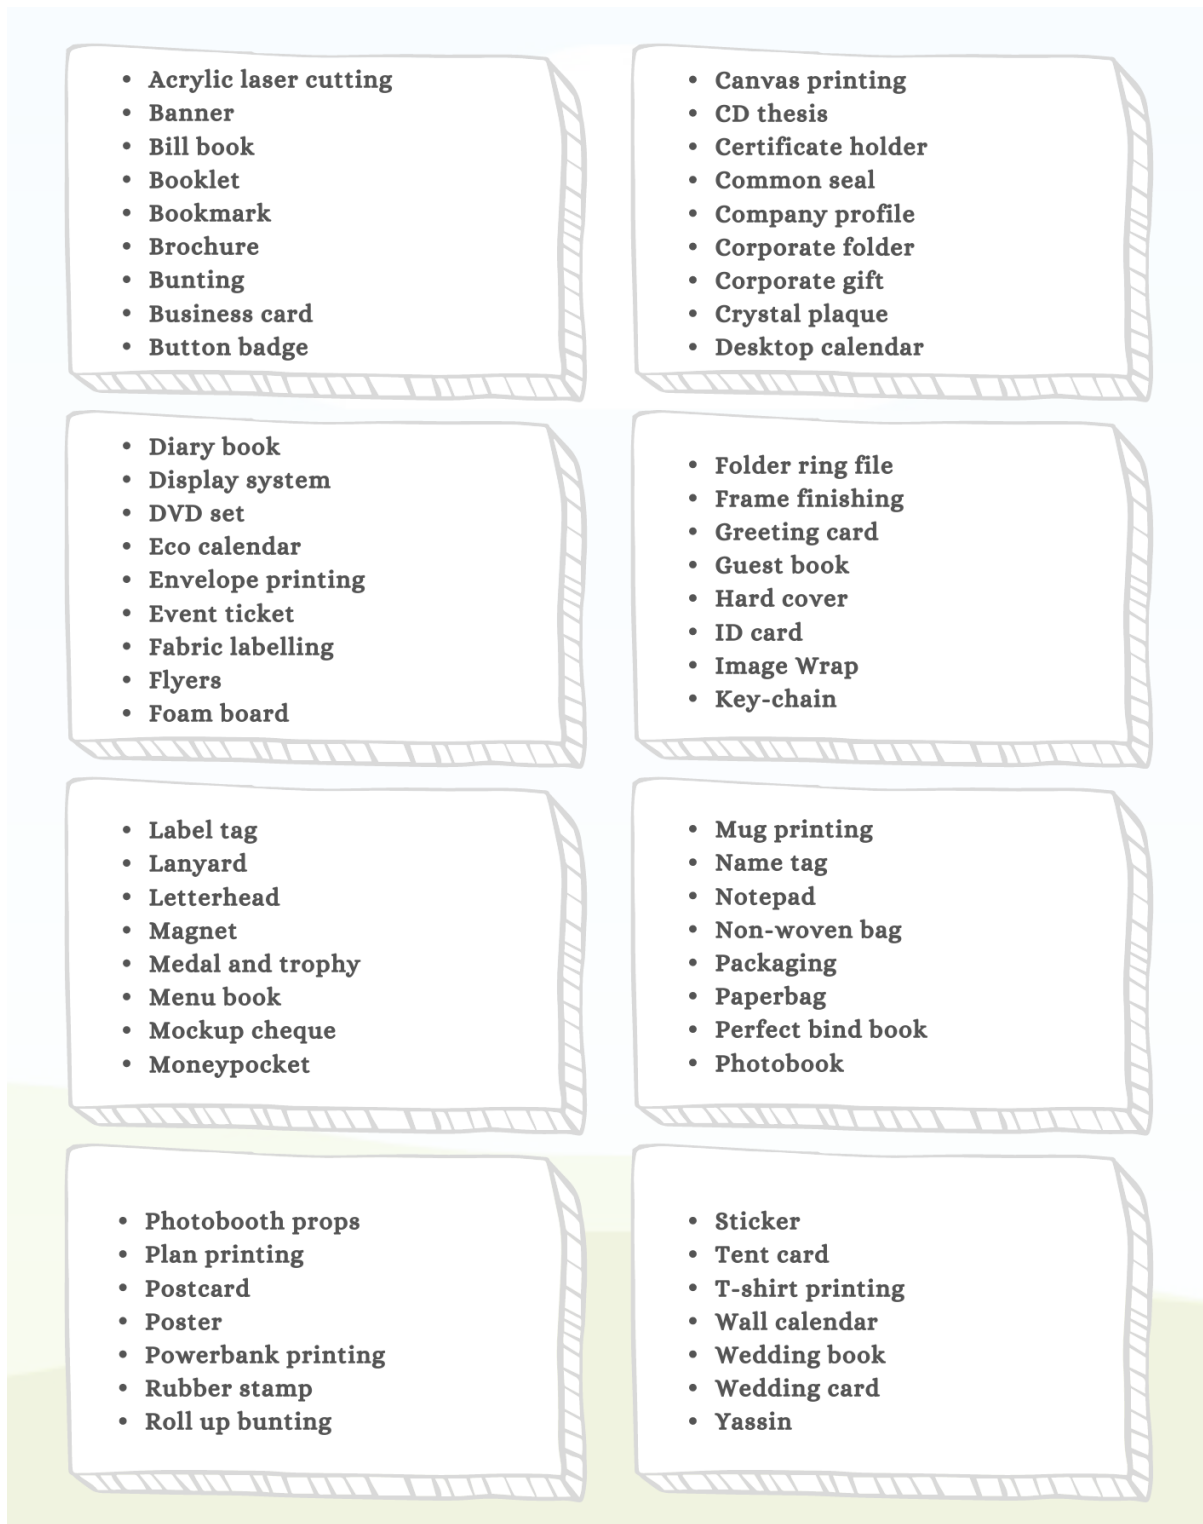 • Acrylic laser cutting
• Banner
• Bill book
• Booklet
• Bookmark
• Brochure
• Bunting
• Business card
• Button badge
• Canvas printing
• CD thesis
• Certificate holder
• Common seal
• Company profile
• Corporate folder
• Corporate gift
• Crystal plaque
• Desktop calendar
• Diary book
• Display system
• DVD set
• Eco calendar
• Envelope printing
• Event ticket
• Fabric labelling
• Flyers
• Foam board
• Folder ring file
• Frame finishing
• Greeting card
• Guest book
• Hard cover
• ID card
• Image Wrap
• Key-chain
• Label tag
• Lanyard
• Letterhead
• Magnet
• Medal and trophy
• Menu book
• Mockup cheque
• Moneypocket
• Mug printing
• Name tag
• Notepad
• Non-woven bag
• Packaging
• Paperbag
• Perfect bind book
• Photobook
• Photobooth props
• Plan printing
• Postcard
• Poster
• Powerbank printing
• Rubber stamp
• Roll up bunting
• Sticker
• Tent card
• T-shirt printing
• Wall calendar
• Wedding book
• Wedding card
• Yassin